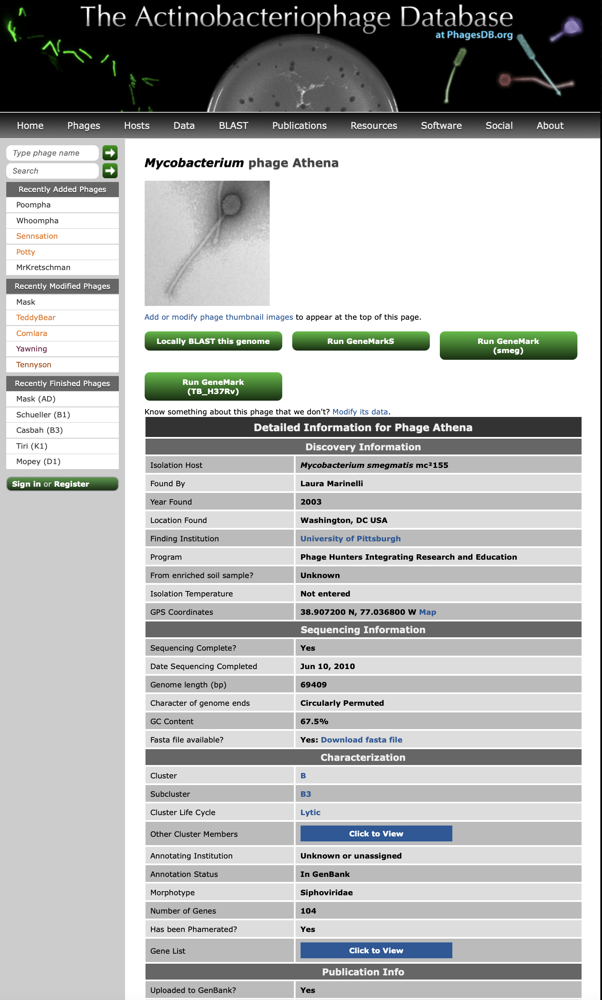 The Actinobacteriophage Database
at PhagesDB.org
Home Phages Hosts Data BLAST Publications Resources Software Social About
Type phage name
Search
Recently Added Phages
Poompha
Whoompha
Sennsation
Potty
MrKretschman
Recently Modified Phages
Mask
TeddyBear
Comlara
Yawning
Tennyson
Recently Finished Phages
Mask (AD)
Schueller (B1)
Casbah (B3)
Tiri (K1)
Mopey (D1)
Sign in or Register
Mycobacterium phage Athena
Add or modify phage thumbnail images to appear at the top of this page.
Locally BLAST this genome
Run GeneMarkS
Run GeneMark
(smeg)
Run GeneMark
(TB_H37Rv)
Know something about this phage that we don't? Modify its data.
Detailed Information for Phage Athena
Discovery Information
Isolation Host Mycobacterium smegmatis mc²155
Found By Laura Marinelli
Year Found 2003
Location Found Washington, DC USA
Finding Institution University of Pittsburgh
Program Phage Hunters Integrating Research and Education
From enriched soil sample? Unknown
Isolation Temperature Not entered
GPS Coordinates 38.907200 N, 77.036800 W Map
Sequencing Information
Sequencing Complete? Yes
Date Sequencing Completed Jun 10, 2010
Genome length (bp) 69409
Character of genome ends Circularly Permuted
GC Content 67.5%
Fasta file available? Yes: Download fasta file
Characterization
Cluster B
Subcluster B3
Cluster Life Cycle Lytic
Other Cluster Members Click to View
Annotating Institution Unknown or unassigned
Annotation Status In GenBank
Morphotype Siphoviridae
Number of Genes 104
Has been Phamerated? Yes
Gene List Click to View
Publication Info
Uploaded to GenBank? Yes